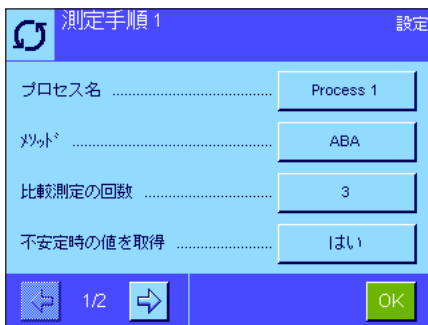 測定手順 1
設定
プロセス名 ................................ Process 1
ﾒｿｯﾄﾞ ........................................ ABA
比較測定の回数 ......................... 3
不安定時の値を取得 ................... はい
1/2
OK